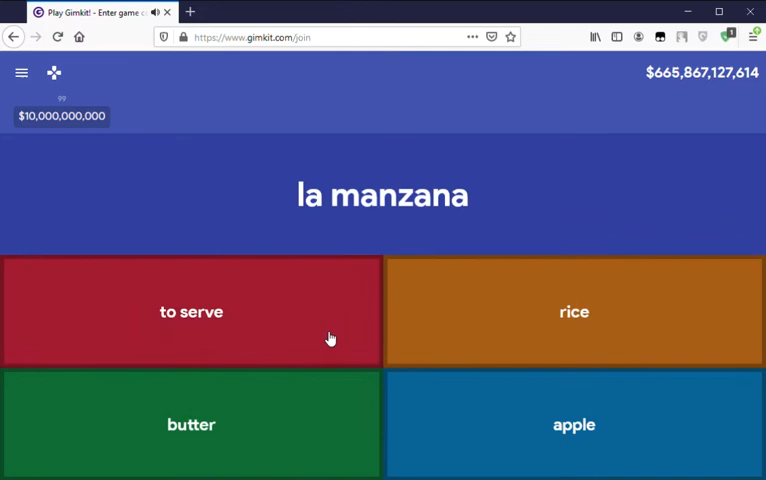 Play Gimkit! - Enter game c
https://www.gimkit.com/join
1
$665,867,127,614
99
$10,000,000,000
la manzana
to serve
rice
butter
apple